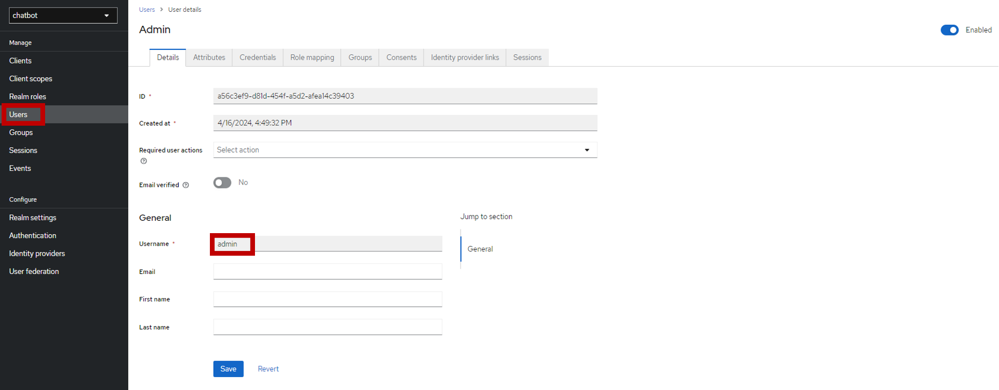 chatbot
Manage
Clients
Client scopes
Realm roles
Users
Groups
Sessions
Events
Configure
Realm settings
Authentication
Identity providers
User federation
Users > User details
Admin
Enabled
Details Attributes Credentials Role mapping Groups Consents Identity provider links Sessions
ID * a56c3ef9-d81d-454f-a5d2-afea14c39403
Created at * 4/16/2024, 4:49:32 PM
Required user actions Select action
Email verified No
General
Username * admin
Email
First name
Last name
Save Revert
Jump to section
General